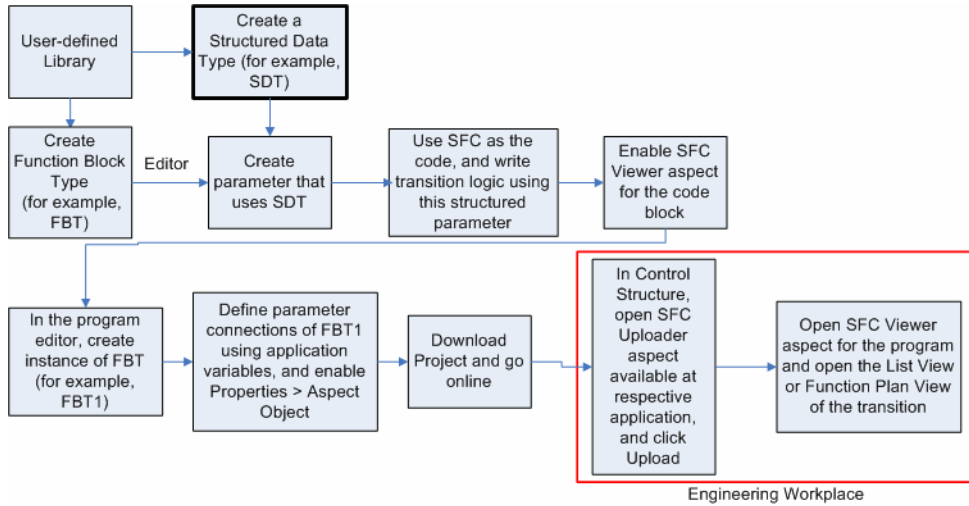 User-defined
Library
Create a
Structured Data
Type (for example,
SDT)
Create
Function Block
Type
(for example,
FBT)
Editor
Create
parameter that
uses SDT
Use SFC as the
code, and write
transition logic using
this structured
parameter
Enable SFC
Viewer aspect
for the code
block
In the program
editor, create
instance of FBT
(for example,
FBT1)
Define parameter
connections of FBT1
using application
variables, and enable
Properties > Aspect
Object
Download
Project and go
online
In Control
Structure,
open SFC
Uploader
aspect
available at
respective
application,
and click
Upload
Open SFC Viewer
aspect for the program
and open the List View
or Function Plan View
of the transition
Engineering Workplace